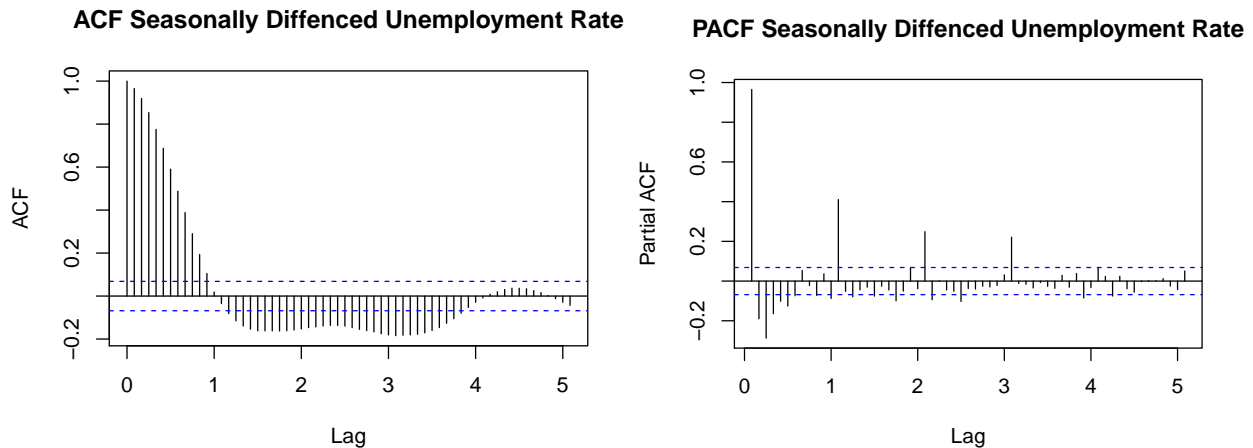 ACF Seasonally Diffenced Unemployment Rate
ACF
1.0
0.6
0.2
−0.2
0 1 2 3 4 5
Lag
PACF Seasonally Diffenced Unemployment Rate
Partial ACF
1.0
0.6
0.2
−0.2
0 1 2 3 4 5
Lag